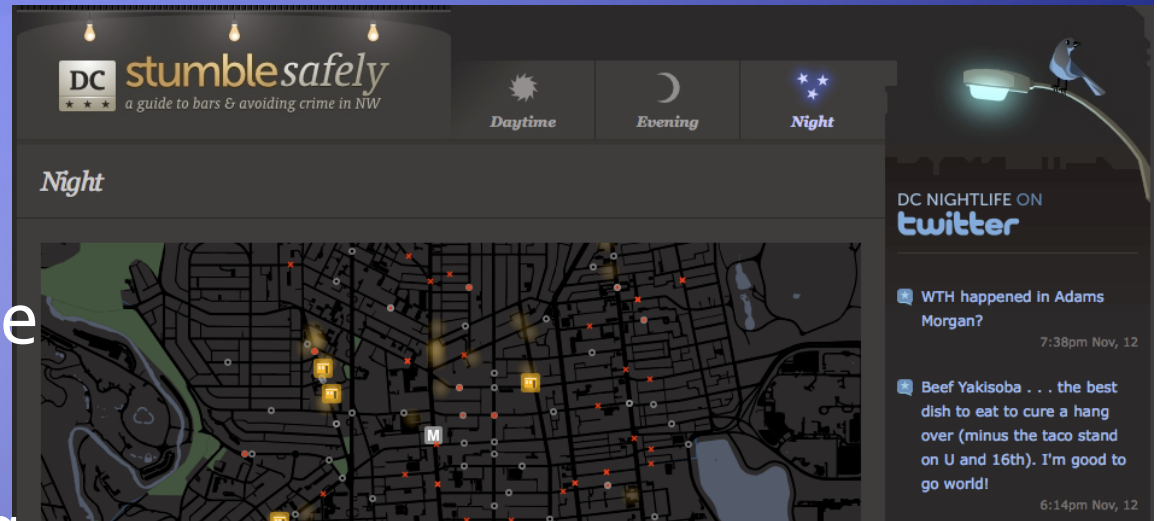 DC
stumble safely
a guide to bars & avoiding crime in NW
Daytime
Evening
Night
Night
M
e
DC NIGHTLIFE ON
twitter
WTH happened in Adams
Morgan?
7:38pm Nov, 12
Beef Yakisoba . . . the best
dish to eat to cure a hang
over (minus the taco stand
on U and 16th). I'm good to
go world!
6:14pm Nov, 12